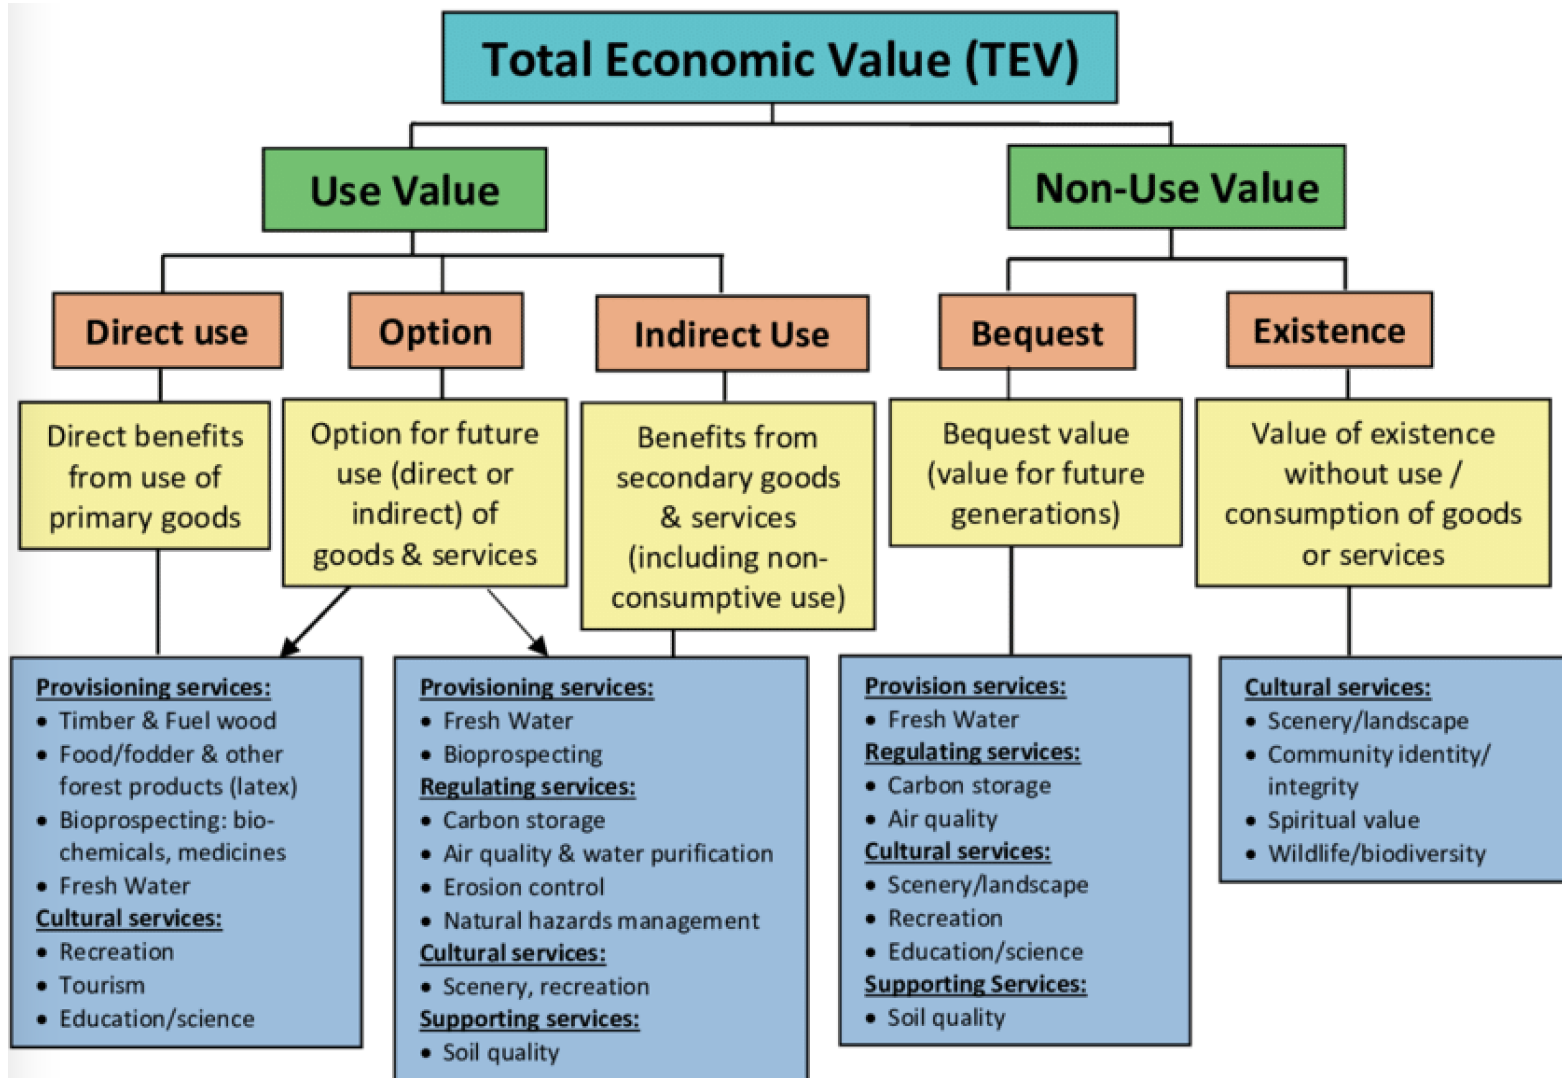 Total Economic Value (TEV)
Use Value
Non-Use Value
Direct use
Option
Indirect Use
Bequest
Existence
Direct benefits
from use of
primary goods
Option for future
use (direct or
indirect) of
goods & services
Benefits from
secondary goods
& services
(including non-
consumptive use)
Bequest value
(value for future
generations)
Value of existence
without use /
consumption of goods
or services
Provisioning services:
• Timber & Fuel wood
• Food/fodder & other
forest products (latex)
• Bioprospecting: bio-
chemicals, medicines
• Fresh Water
Cultural services:
• Recreation
• Tourism
• Education/science
Provisioning services:
• Fresh Water
• Bioprospecting
Regulating services:
• Carbon storage
• Air quality & water purification
• Erosion control
• Natural hazards management
Cultural services:
• Scenery, recreation
Supporting services:
• Soil quality
Provision services:
• Fresh Water
Regulating services:
• Carbon storage
• Air quality
Cultural services:
• Scenery/landscape
• Recreation
• Education/science
Supporting Services:
• Soil quality
Cultural services:
• Scenery/landscape
• Community identity/
integrity
• Spiritual value
• Wildlife/biodiversity